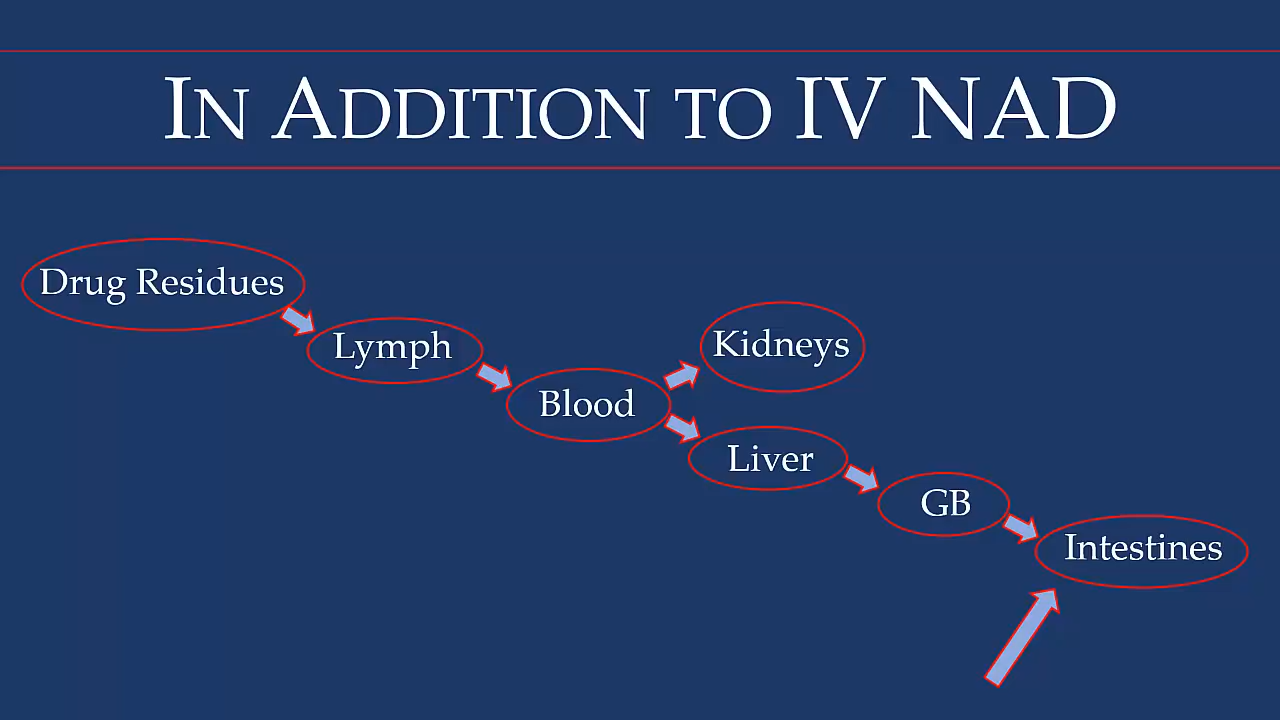 IN ADDITION TO IV NAD
Drug Residues
Lymph
Blood
Kidneys
Liver
GB
Intestines